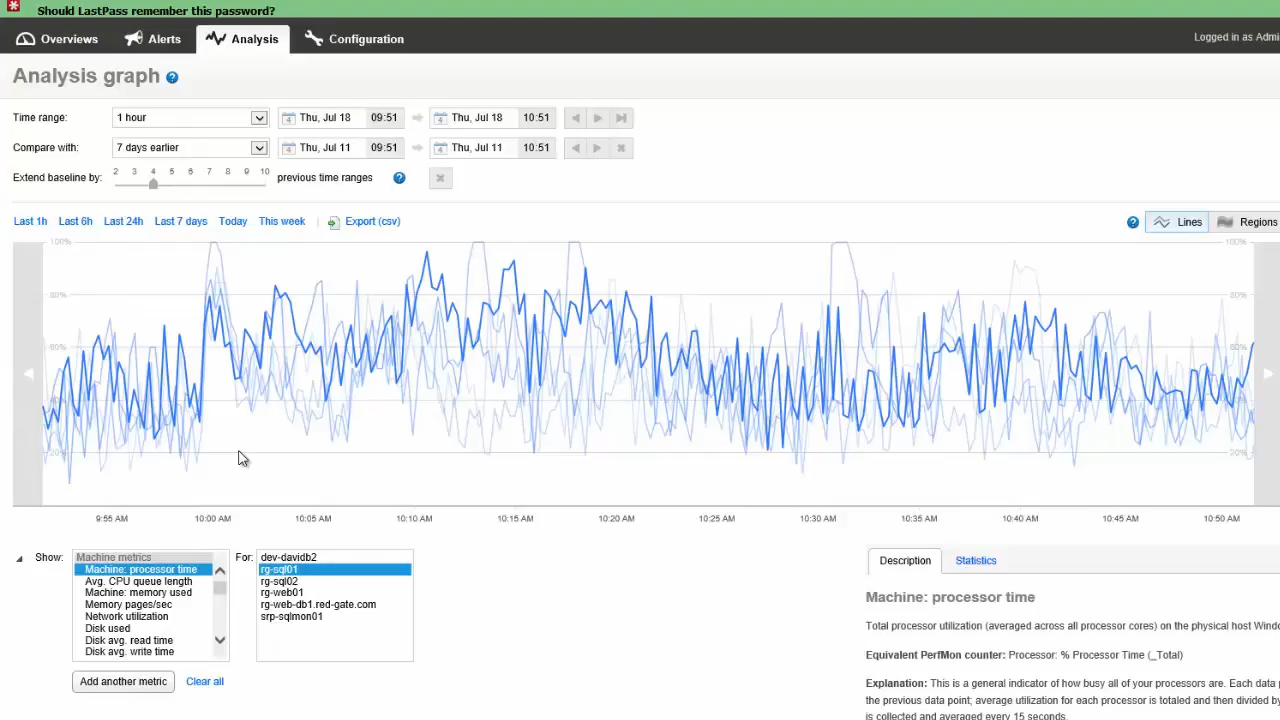 Should LastPass remember this password?
Overviews Alerts Analysis Configuration Logged in as Admi
Analysis graph ?
Time range: 1 hour Thu, Jul 18 09:51 Thu, Jul 18 10:51
Compare with: 7 days earlier Thu, Jul 11 09:51 Thu, Jul 11 10:51
2 3 4 5 6 7 8 9 10
Extend baseline by: previous time ranges ?
Last 1h Last 6h Last 24h Last 7 days Today This week | Export (csv) ? Lines Regions
100% 100%
80% 80%
60% 60%
20% 20%
9:55 AM 10:00 AM 10:05 AM 10:10 AM 10:15 AM 10:20 AM 10:25 AM 10:30 AM 10:35 AM 10:40 AM 10:45 AM 10:50 AM
Show: Machine metrics
Machine: processor time
Avg. CPU queue length
Machine: memory used
Memory pages/sec
Network utilization
Disk used
Disk avg. read time
Disk avg. write time
For: dev-davidb2
rg-sql01
rg-sql02
rg-web01
rg-web-db1.red-gate.com
srp-sqlmon01
Add another metric Clear all
Description Statistics
Machine: processor time
Total processor utilization (averaged across all processor cores) on the physical host Windo
Equivalent PerfMon counter: Processor: % Processor Time (_Total)
Explanation: This is a general indicator of how busy all of your processors are. Each data p
the previous data point; average utilization for each processor is totaled and then divided by
is collected and averaged every 15 seconds.